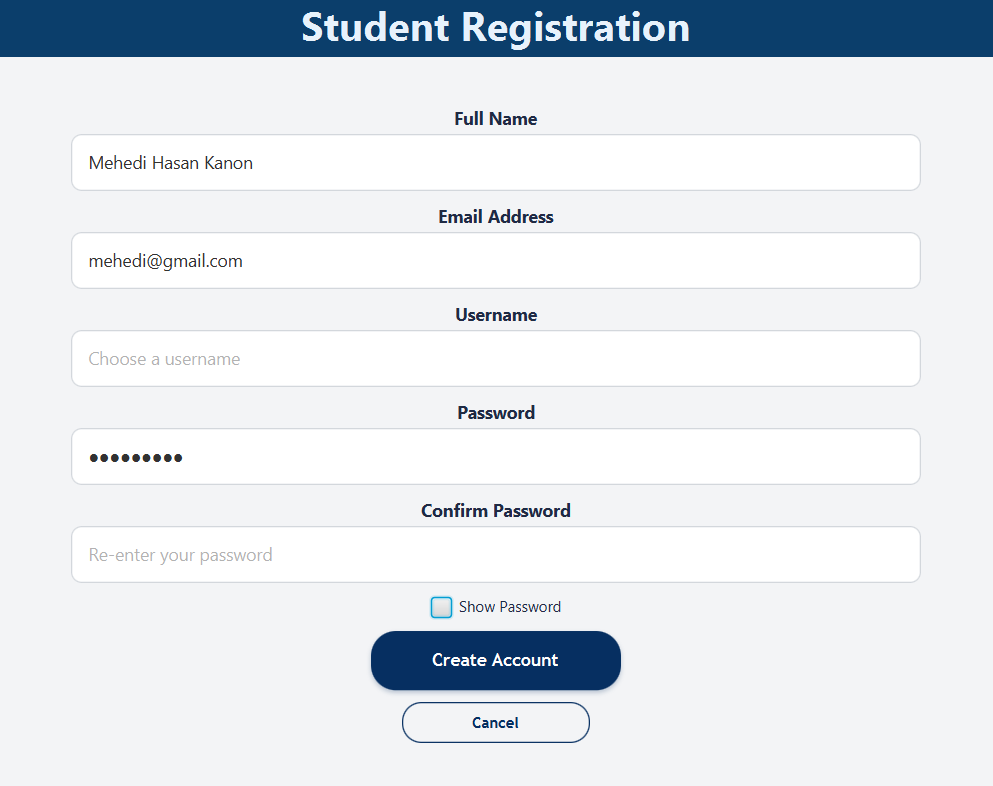 Student Registration
Full Name
Mehedi Hasan Kanon
Email Address
mehedi@gmail.com
Username
Choose a username
Password
●●●●●●●●●
Confirm Password
Re-enter your password
Show Password
Create Account
Cancel